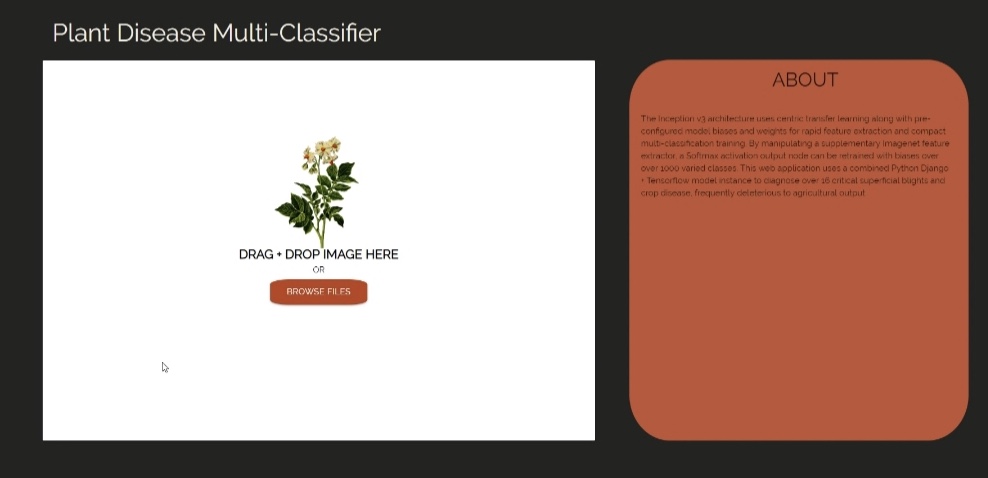 Plant Disease Multi-Classifier
DRAG + DROP IMAGE HERE
OR
BROWSE FILES
ABOUT
The Inception v3 architecture uses centric transfer learning along with pre-
configured model biases and weights for rapid feature extraction and compact
multi-classification training. By manipulating a supplementary Imagenet feature
extractor, a Softmax activation output node can be retrained with biases over
over 1000 varied classes. This web application uses a combined Python Django
+ Tensorflow model instance to diagnose over 16 critical superficial blights and
crop disease, frequently deleterious to agricultural output.